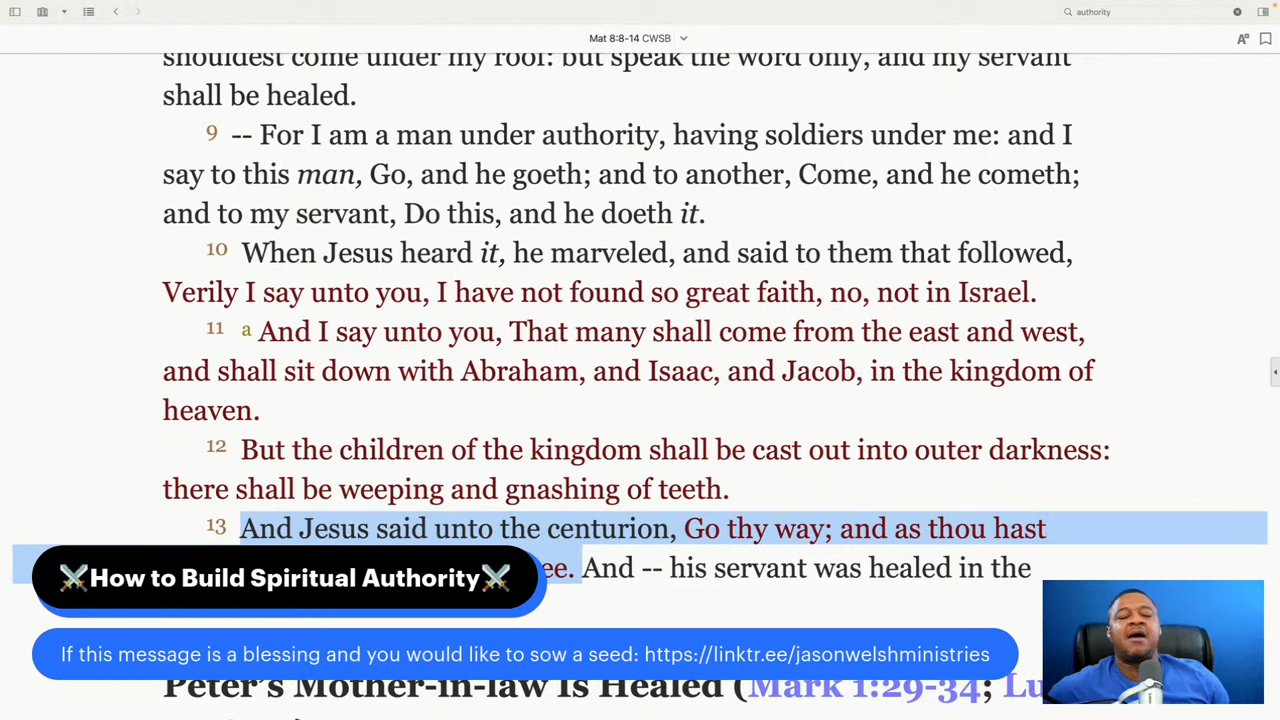 authority
Mat 8:8-14 CWSB
shouldest come under my roof: but speak the word only, and my servant
shall be healed.
9 -- For I am a man under authority, having soldiers under me: and I
say to this man, Go, and he goeth; and to another, Come, and he cometh;
and to my servant, Do this, and he doeth it.
10 When Jesus heard it, he marveled, and said to them that followed,
Verily I say unto you, I have not found so great faith, no, not in Israel.
11 a And I say unto you, That many shall come from the east and west,
and shall sit down with Abraham, and Isaac, and Jacob, in the kingdom of
heaven.
12 But the children of the kingdom shall be cast out into outer darkness:
there shall be weeping and gnashing of teeth.
13 And Jesus said unto the centurion, Go thy way; and as thou hast
ee. And -- his servant was healed in the
⚔️How to Build Spiritual Authority⚔️
If this message is a blessing and you would like to sow a seed: https://linktr.ee/jasonwelshministries
Peter's Mother-in-law Is Healed (Mark 1:29-34; Lu